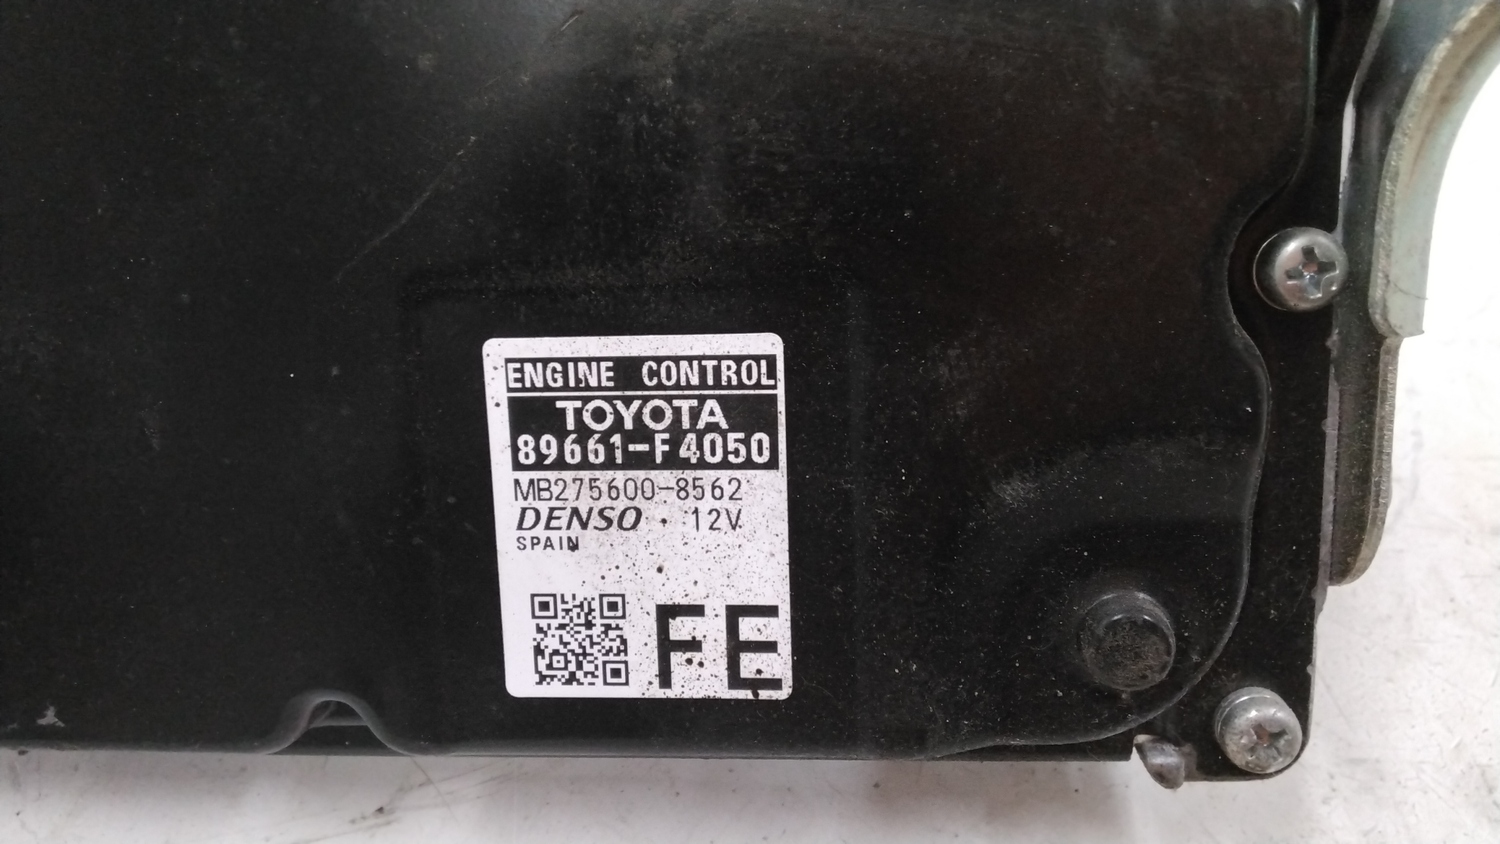 ENGINE CONTROL
TOYOTA
89661-F4050
MB275600-8562
DENSO · 12V
SPAIN
FE